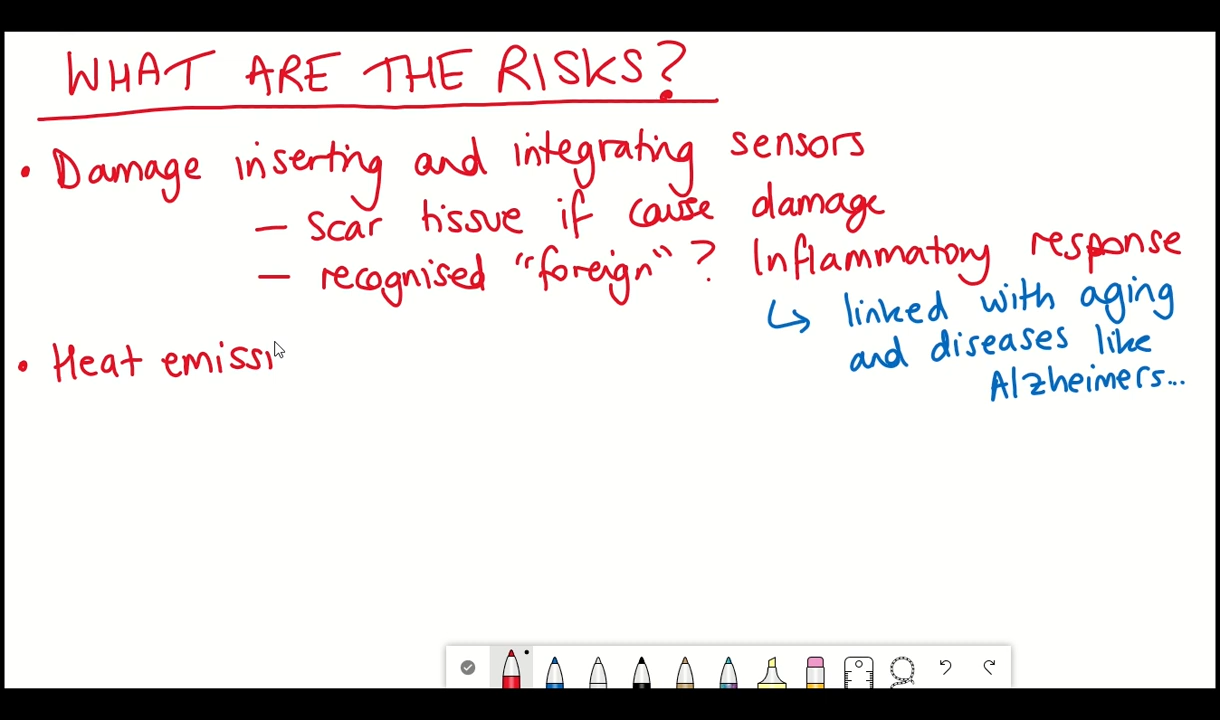 WHAT ARE THE RISKS?
• Damage inserting and integrating sensors
– scar tissue if cause damage
– recognised "foreign"? Inflammatory response
↳ linked with aging
and diseases like
Alzheimers...
• Heat emissi